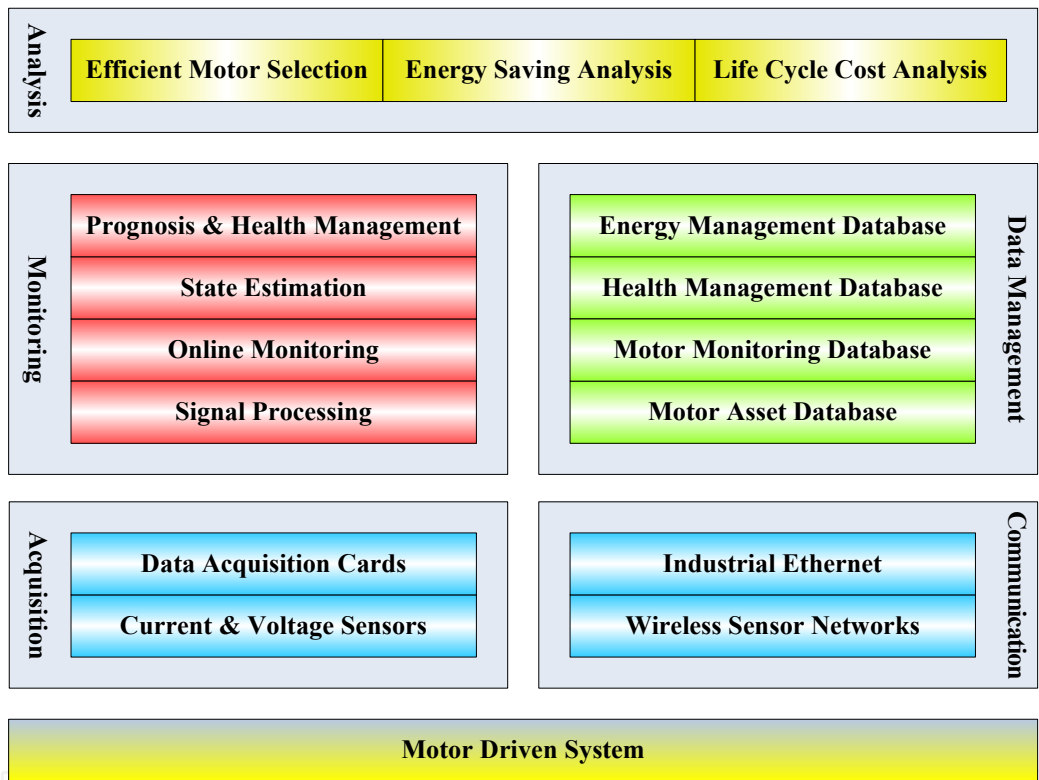 Analysis
Efficient Motor Selection
Energy Saving Analysis
Life Cycle Cost Analysis
Monitoring
Prognosis & Health Management
State Estimation
Online Monitoring
Signal Processing
Energy Management Database
Health Management Database
Motor Monitoring Database
Motor Asset Database
Data Management
Acquisition
Data Acquisition Cards
Current & Voltage Sensors
Industrial Ethernet
Wireless Sensor Networks
Communication
Motor Driven System